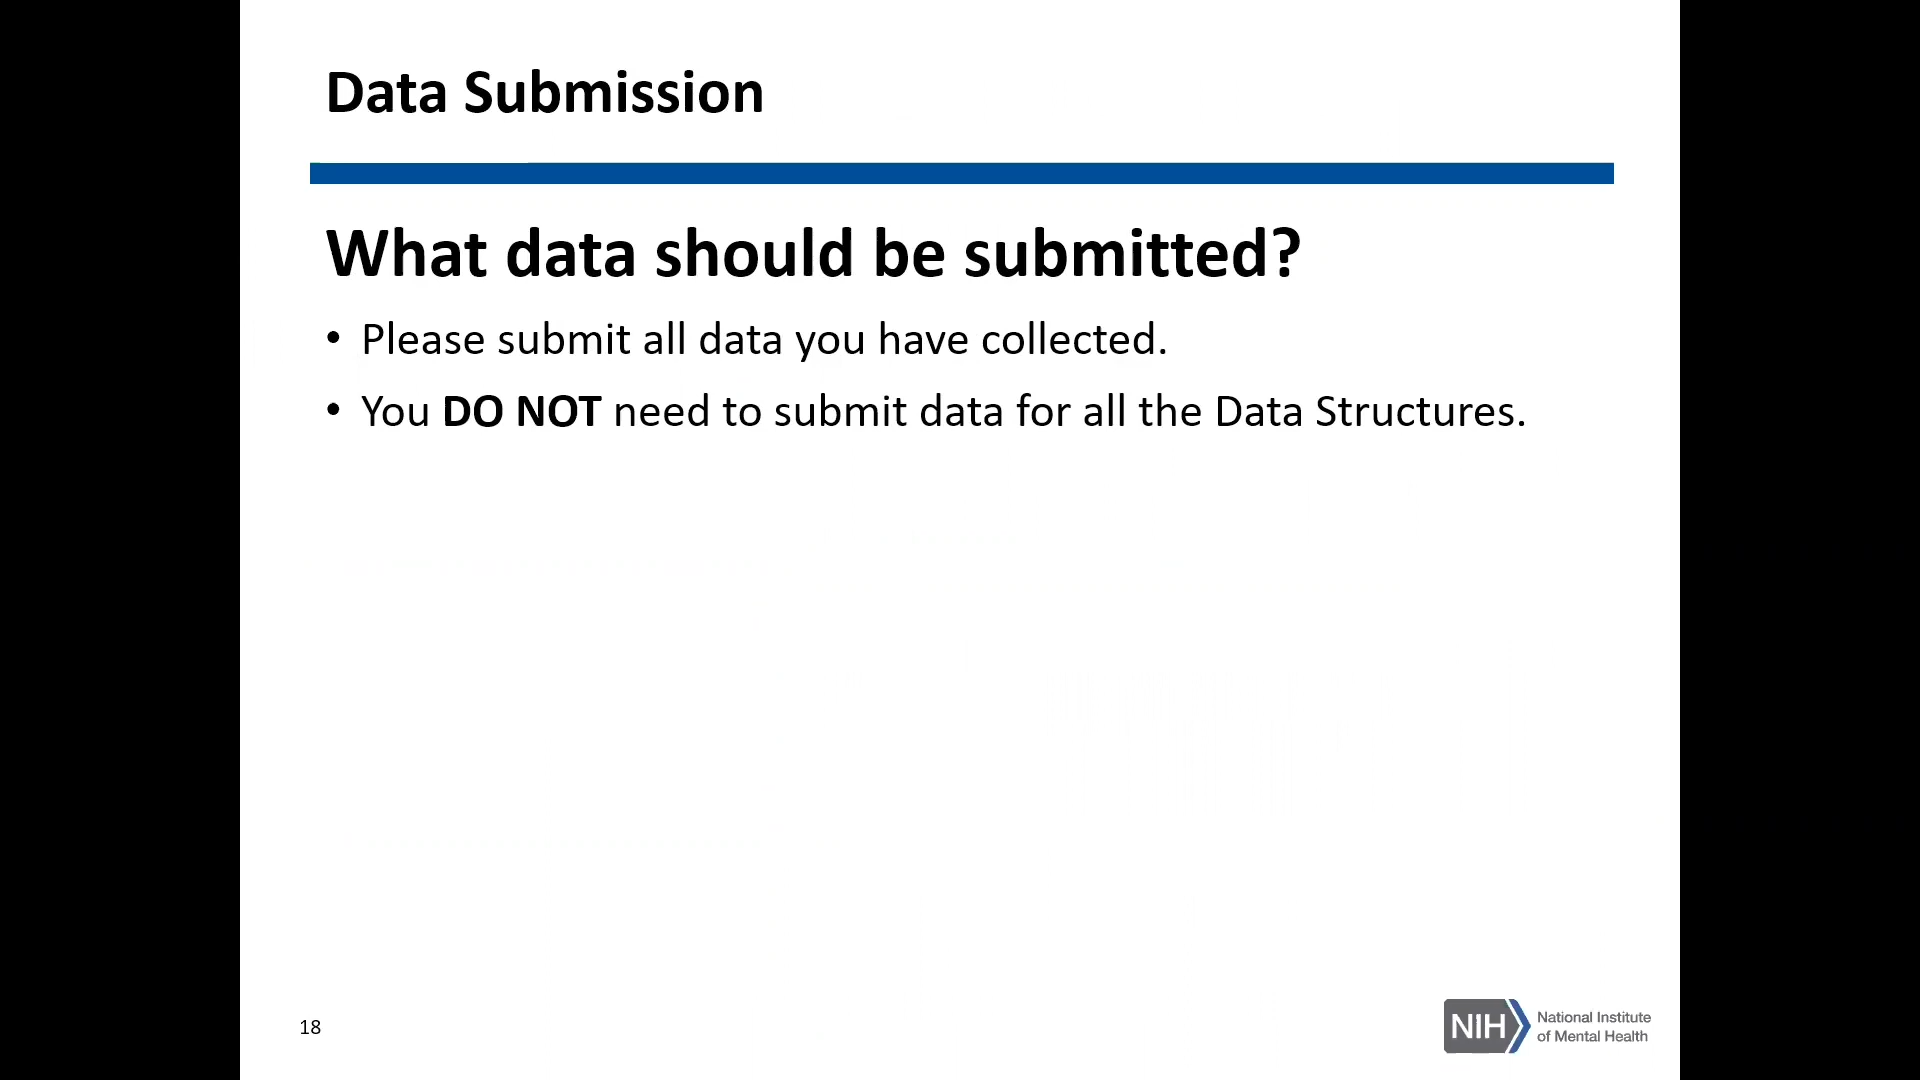 Data Submission
What data should be submitted?
• Please submit all data you have collected.
• You DO NOT need to submit data for all the Data Structures.
18
NIH
National Institute
of Mental Health